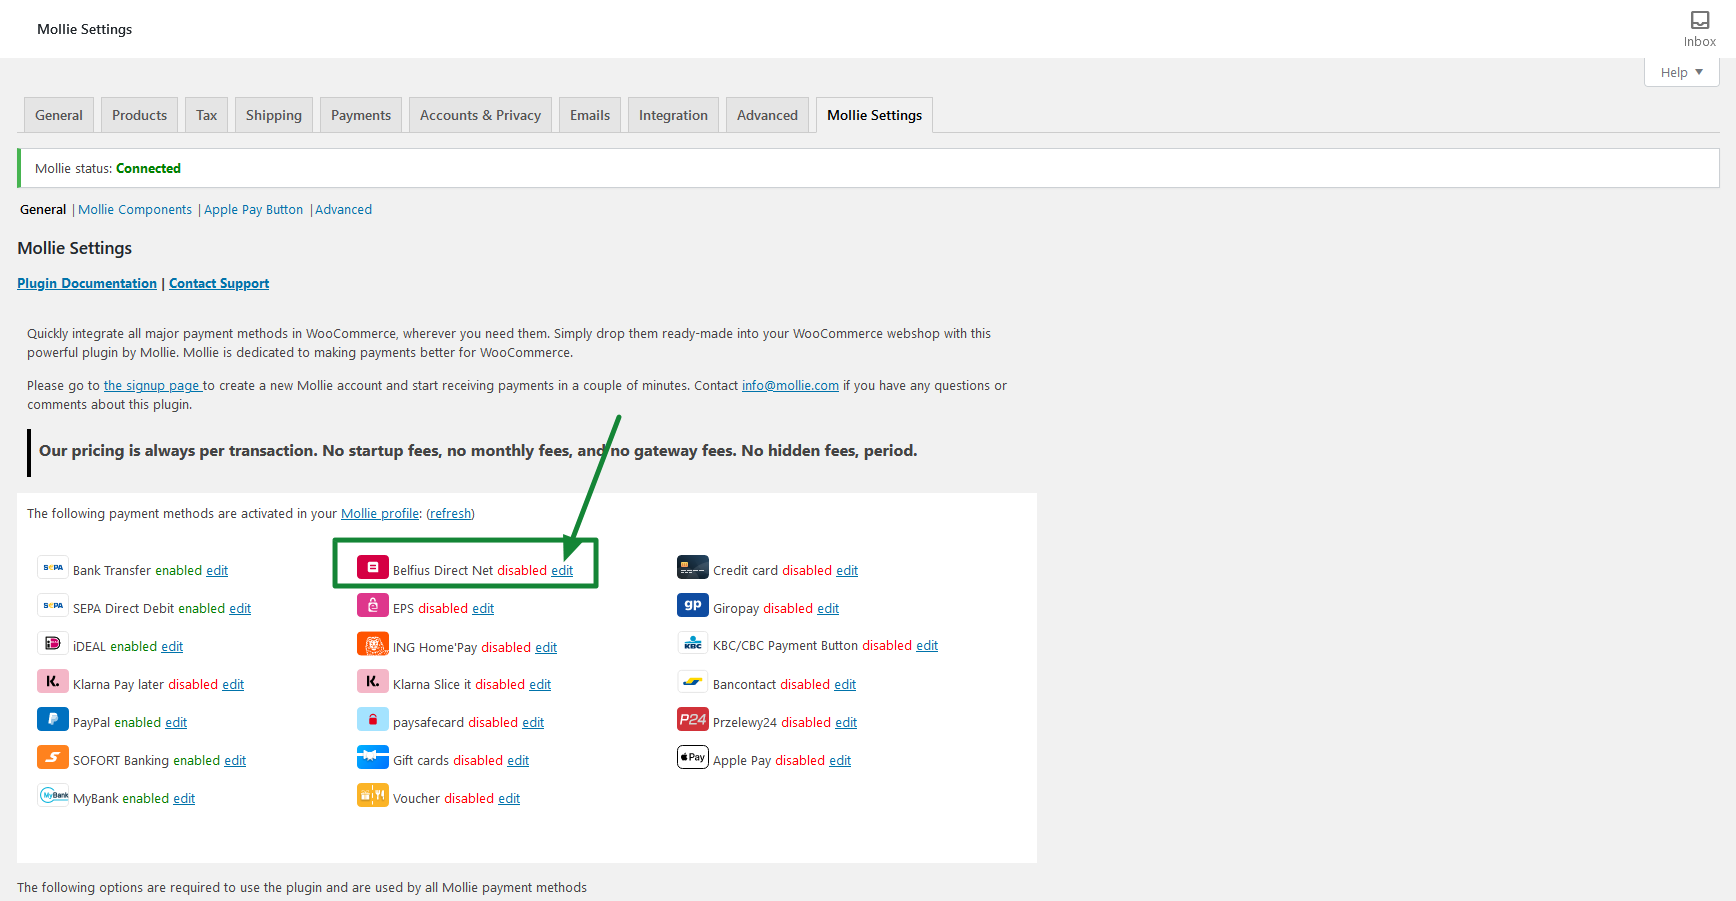 Mollie Settings
Inbox
Help ▼
General Products Tax Shipping Payments Accounts & Privacy Emails Integration Advanced Mollie Settings
Mollie status: Connected
General | Mollie Components | Apple Pay Button | Advanced
Mollie Settings
Plugin Documentation | Contact Support
Quickly integrate all major payment methods in WooCommerce, wherever you need them. Simply drop them ready-made into your WooCommerce webshop with this
powerful plugin by Mollie. Mollie is dedicated to making payments better for WooCommerce.
Please go to the signup page to create a new Mollie account and start receiving payments in a couple of minutes. Contact info@mollie.com if you have any questions or
comments about this plugin.
Our pricing is always per transaction. No startup fees, no monthly fees, and no gateway fees. No hidden fees, period.
The following payment methods are activated in your Mollie profile: (refresh)
SEPA Bank Transfer enabled edit
Belfius Direct Net disabled edit
Credit card disabled edit
SEPA SEPA Direct Debit enabled edit
EPS disabled edit
gp Giropay disabled edit
iDEAL enabled edit
ING Home'Pay disabled edit
KBC KBC/CBC Payment Button disabled edit
K. Klarna Pay later disabled edit
K. Klarna Slice it disabled edit
Bancontact disabled edit
PayPal enabled edit
paysafecard disabled edit
P24 Przelewy24 disabled edit
SOFORT Banking enabled edit
Gift cards disabled edit
Pay Apple Pay disabled edit
MyBank MyBank enabled edit
Voucher disabled edit
The following options are required to use the plugin and are used by all Mollie payment methods